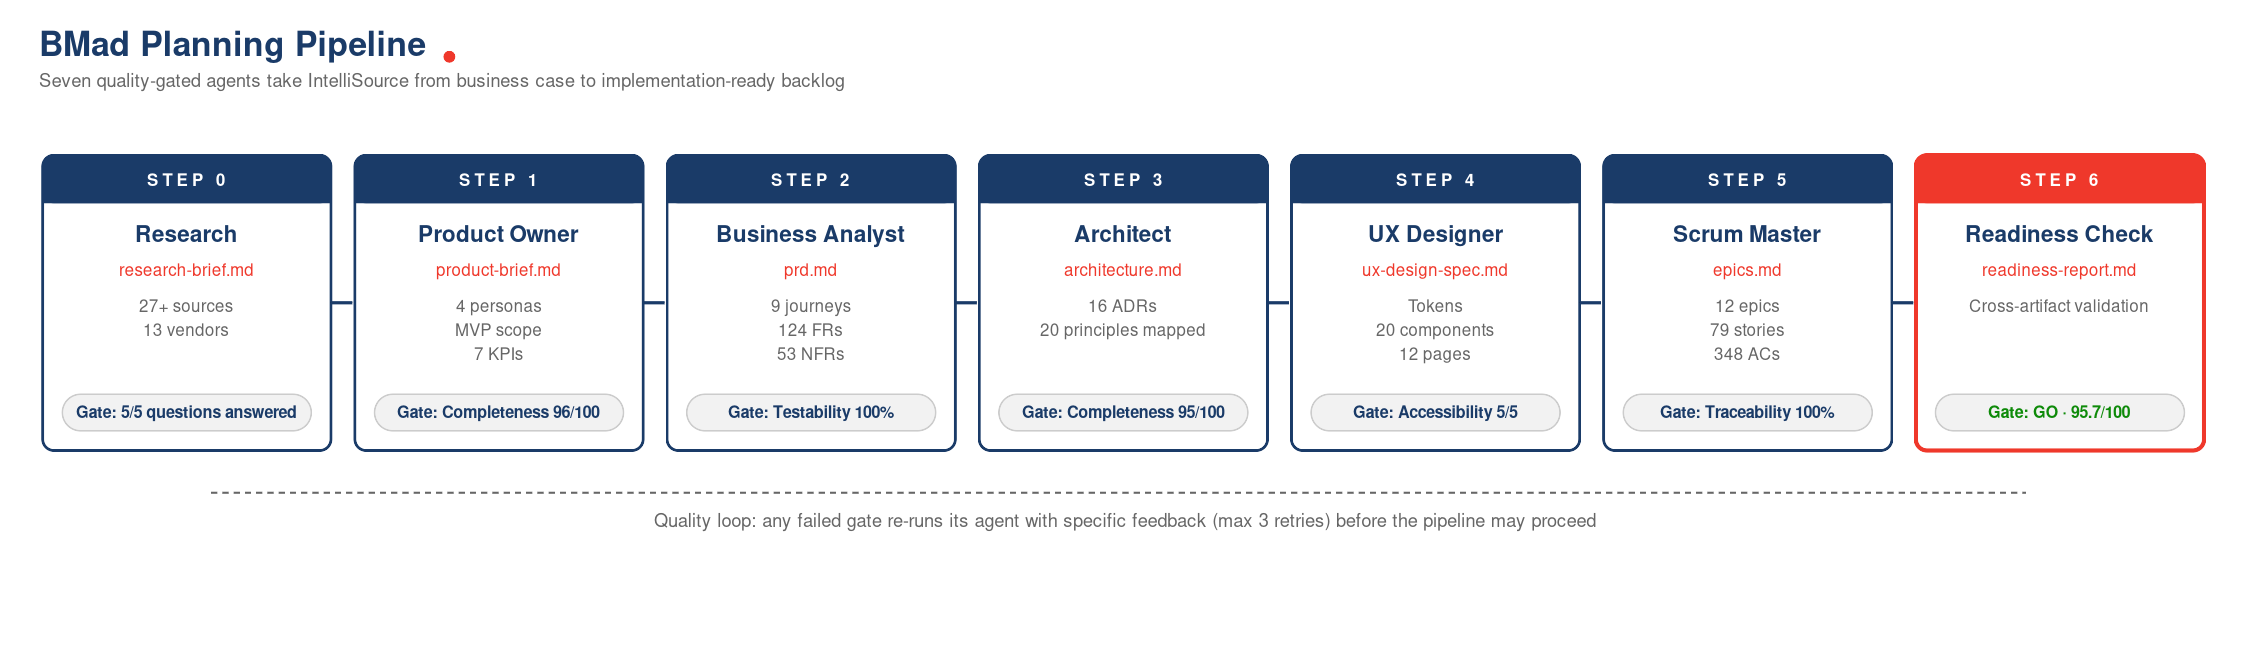 BMad Planning Pipeline
Seven quality-gated agents take IntelliSource from business case to implementation-ready backlog
STEP 0
Research
research-brief.md
27+ sources
13 vendors
Gate: 5/5 questions answered
STEP 1
Product Owner
product-brief.md
4 personas
MVP scope
7 KPIs
Gate: Completeness 96/100
STEP 2
Business Analyst
prd.md
9 journeys
124 FRs
53 NFRs
Gate: Testability 100%
STEP 3
Architect
architecture.md
16 ADRs
20 principles mapped
Gate: Completeness 95/100
STEP 4
UX Designer
ux-design-spec.md
Tokens
20 components
12 pages
Gate: Accessibility 5/5
STEP 5
Scrum Master
epics.md
12 epics
79 stories
348 ACs
Gate: Traceability 100%
STEP 6
Readiness Check
readiness-report.md
Cross-artifact validation
Gate: GO · 95.7/100
Quality loop: any failed gate re-runs its agent with specific feedback (max 3 retries) before the pipeline may proceed